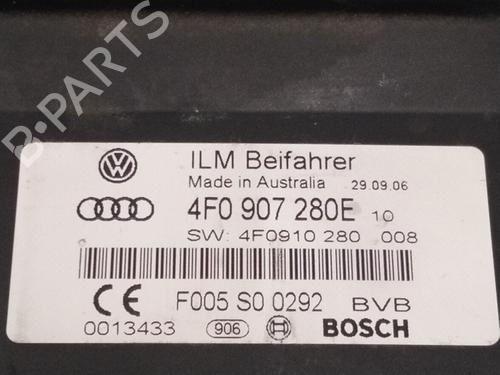 B-PARTS
ILM Beifahrer
Made in Australia 29.09.06
4F0 907 280E 10
SW: 4F0910 280 008
F005 S0 0292 BVB
0013433 906 BOSCH